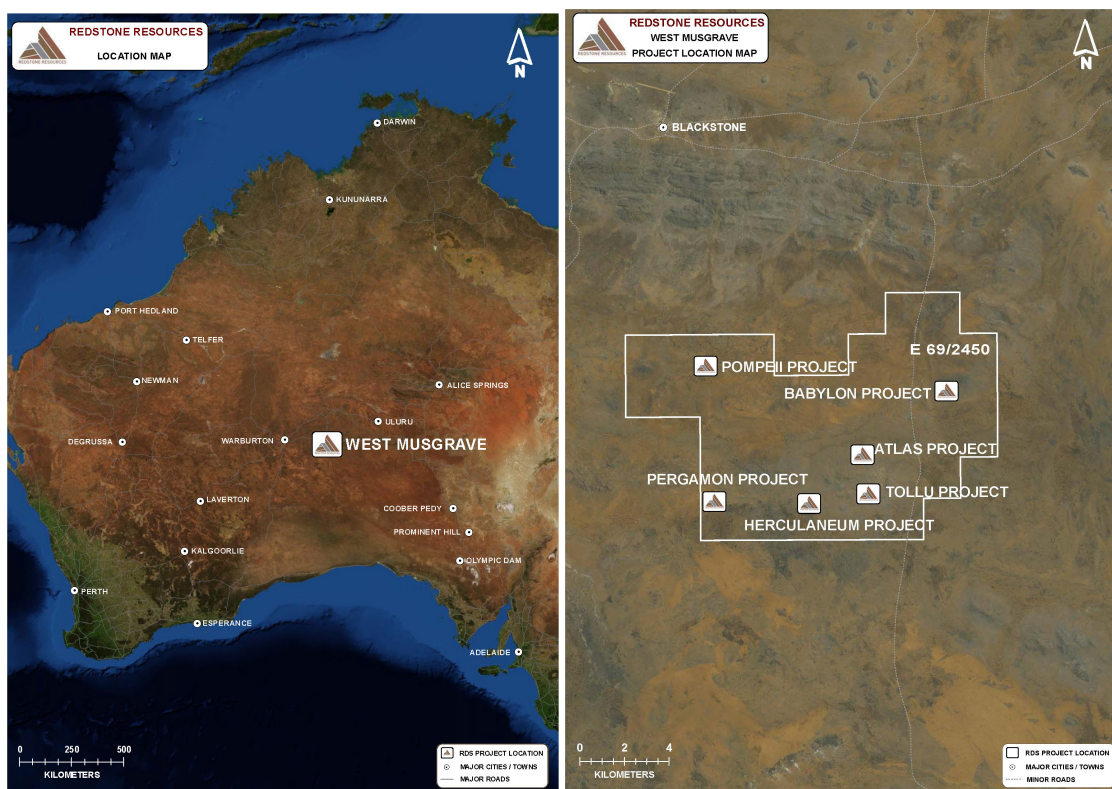 REDSTONE RESOURCES
LOCATION MAP
REDSTONE RESOURCES
N
DARWIN
KUNUNARRA
PORT HEDLAND
TELFER
NEWMAN
ALICE SPRINGS
ULURU
DEGRUSSA
WARBURTON
WEST MUSGRAVE
LAVERTON
COOBER PEDY
PROMINENT HILL
KALGOORLIE
OLYMPIC DAM
PERTH
ESPERANCE
ADELAIDE
0 250 500
KILOMETERS
RDS PROJECT LOCATION
MAJOR CITIES / TOWNS
MAJOR ROADS
REDSTONE RESOURCES
WEST MUSGRAVE
PROJECT LOCATION MAP
REDSTONE RESOURCES
N
BLACKSTONE
E 69/2450
POMPEII PROJECT
BABYLON PROJECT
ATLAS PROJECT
PERGAMON PROJECT
TOLLU PROJECT
HERCULANEUM PROJECT
0 2 4
KILOMETERS
RDS PROJECT LOCATION
MAJOR CITIES / TOWNS
MINOR ROADS